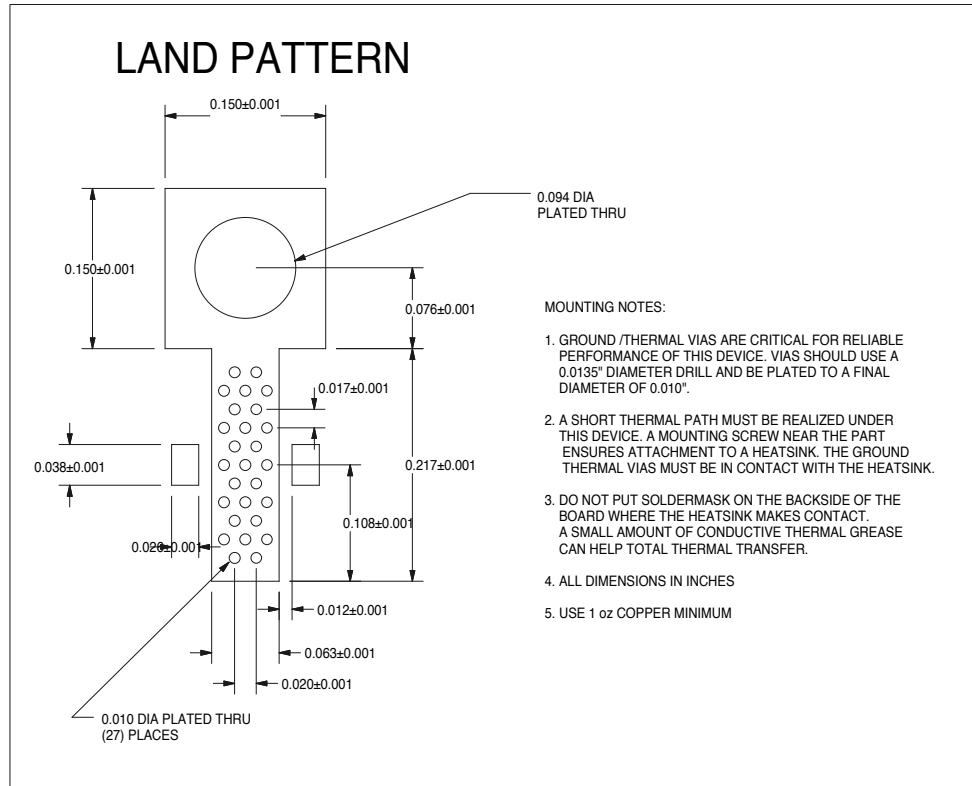 LAND PATTERN
0.150±0.001
0.094 DIA
PLATED THRU
0.150±0.001
0.076±0.001
MOUNTING NOTES:
1. GROUND /THERMAL VIAS ARE CRITICAL FOR RELIABLE
PERFORMANCE OF THIS DEVICE. VIAS SHOULD USE A
0.0135" DIAMETER DRILL AND BE PLATED TO A FINAL
DIAMETER OF 0.010".
2. A SHORT THERMAL PATH MUST BE REALIZED UNDER
THIS DEVICE. A MOUNTING SCREW NEAR THE PART
ENSURES ATTACHMENT TO A HEATSINK. THE GROUND
THERMAL VIAS MUST BE IN CONTACT WITH THE HEATSINK.
3. DO NOT PUT SOLDERMASK ON THE BACKSIDE OF THE
BOARD WHERE THE HEATSINK MAKES CONTACT.
A SMALL AMOUNT OF CONDUCTIVE THERMAL GREASE
CAN HELP TOTAL THERMAL TRANSFER.
4. ALL DIMENSIONS IN INCHES
5. USE 1 oz COPPER MINIMUM
0.017±0.001
0.038±0.001
0.217±0.001
0.108±0.001
0.026±0.001
0.012±0.001
0.063±0.001
0.020±0.001
0.010 DIA PLATED THRU
(27) PLACES